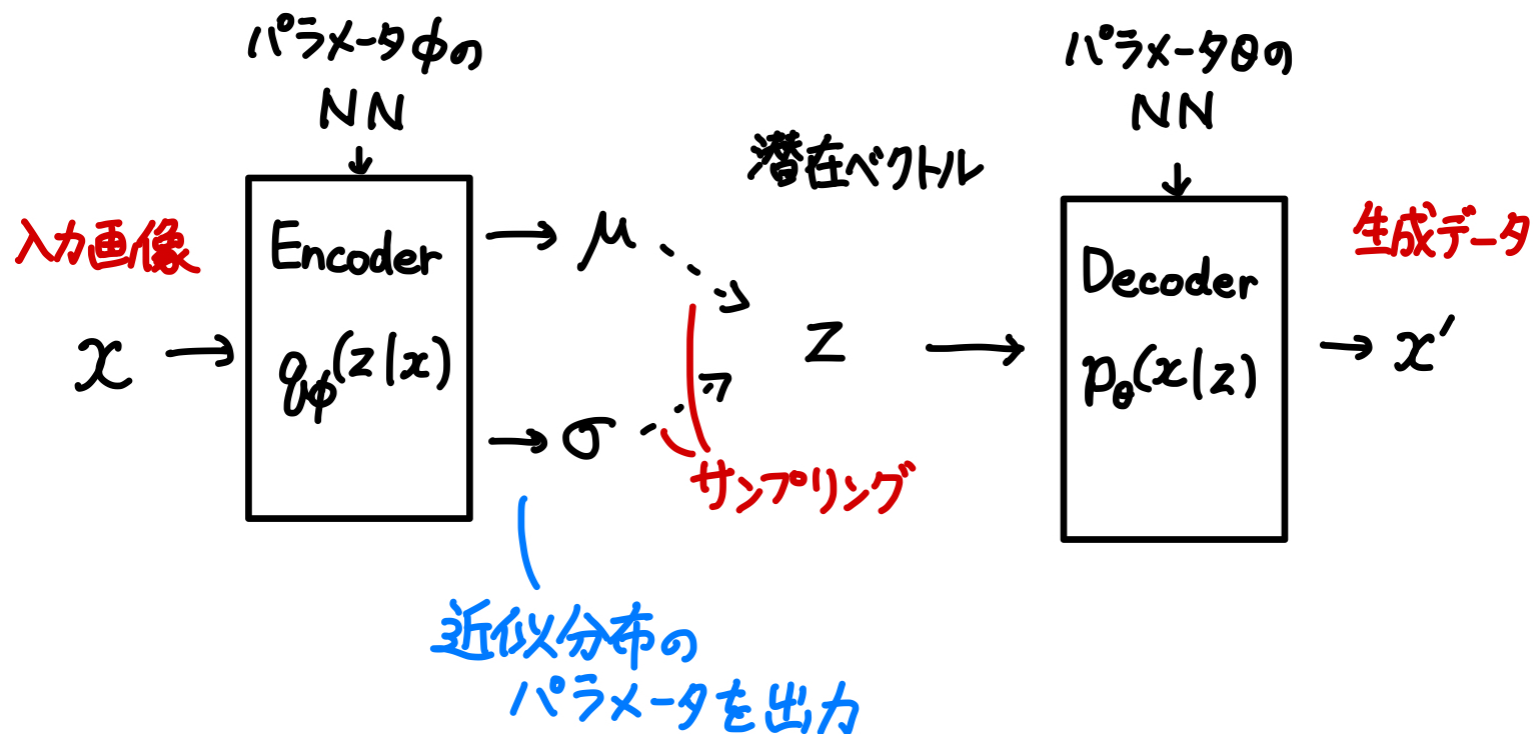 パラメータφの
NN
入力画像
x
Encoder
qφ(z|x)
μ
σ
サンプリング
近似分布の
パラメータを出力
潜在ベクトル
z
パラメータθの
NN
Decoder
pθ(x|z)
生成データ
x′